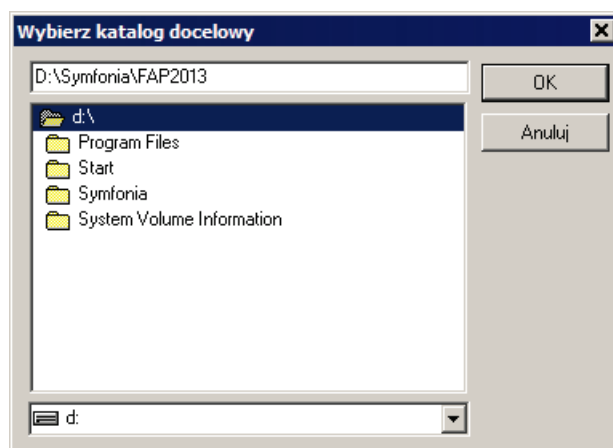 Wybierz katalog docelowy
D:\Symfonia\FAP2013
OK
d:\
Anuluj
Program Files
Start
Symfonia
System Volume Information
d: